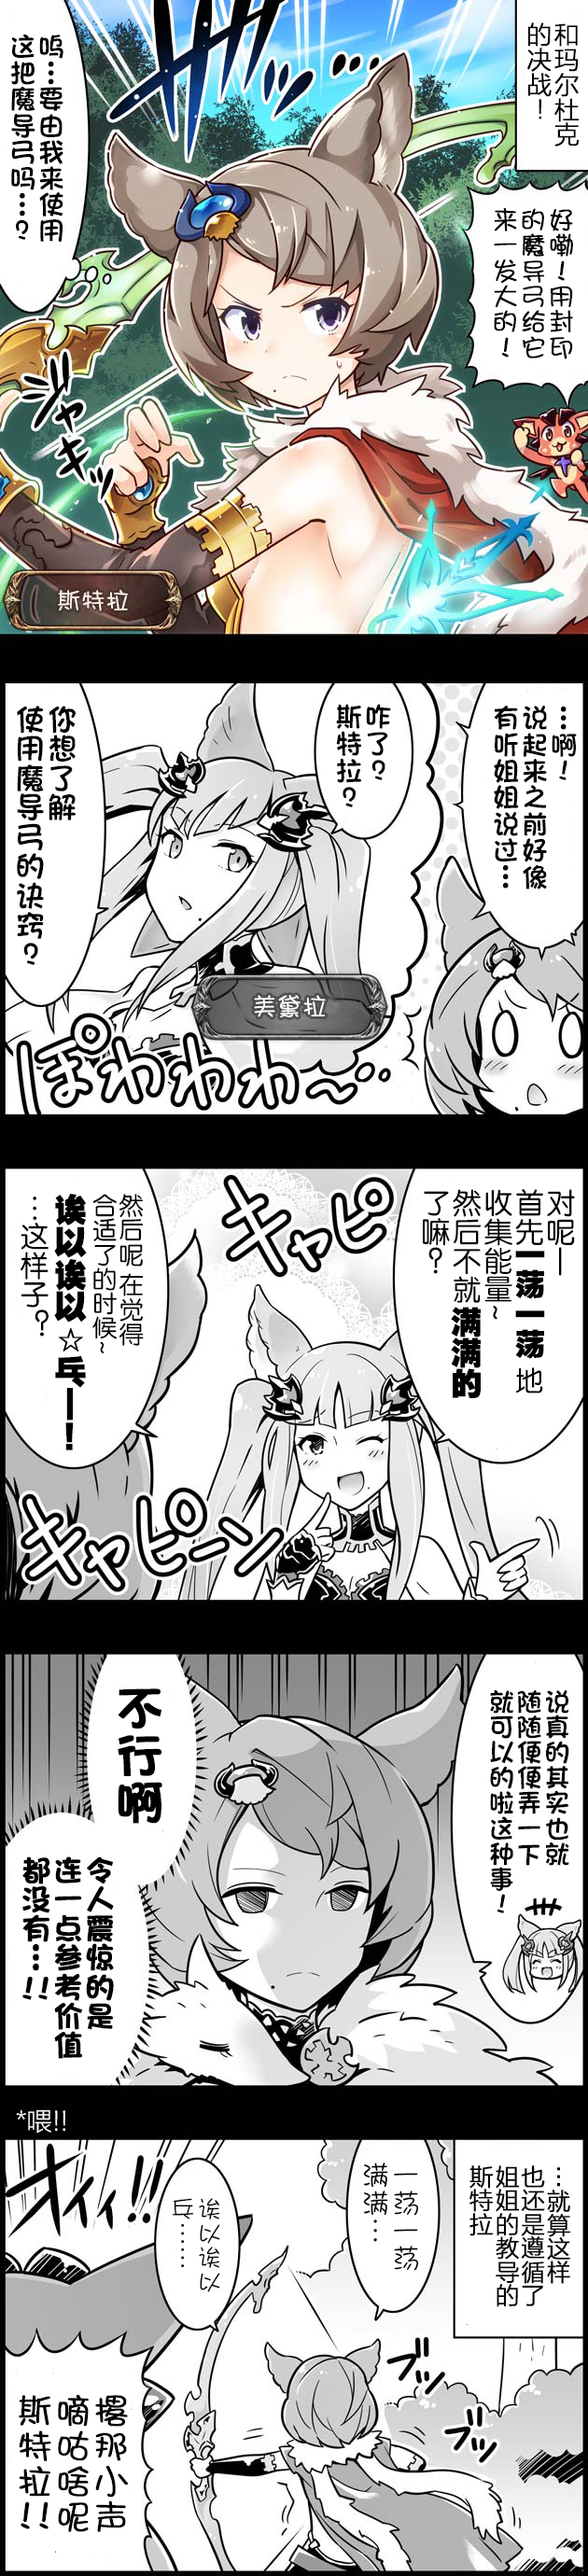 和玛尔杜克
的决战！
好嘞！用封印
的魔导弓给它
来一发大的！
呜…要由我来使用
这把魔导弓吗…？
ジャキッ
斯特拉
…啊！
说起来之前好像
有听姐姐说过…
咋了？
斯特拉？
你想了解
使用魔导弓的诀窍？
美黛拉
ぽわわわ～…
对呢—
首先一荡一荡地
收集能量~
然后不就满满的
了嘛？
キャピ
然后呢 在觉得
合适了的时候~
诶以诶以☆乓—！
…这样子？
キャピーン
说真的其实也就
随随便便弄一下
就可以的啦这种事！
不行啊
令人震惊的是
连一点参考价值
都没有…!!
*喂!!
…就算这样
也还是遵循了
姐姐的教导的
斯特拉
一荡一荡
满满…
诶以诶以
乓……
オイィ!!
ブツ
ブツ
撂那小声
嘀咕啥呢
斯特拉!!